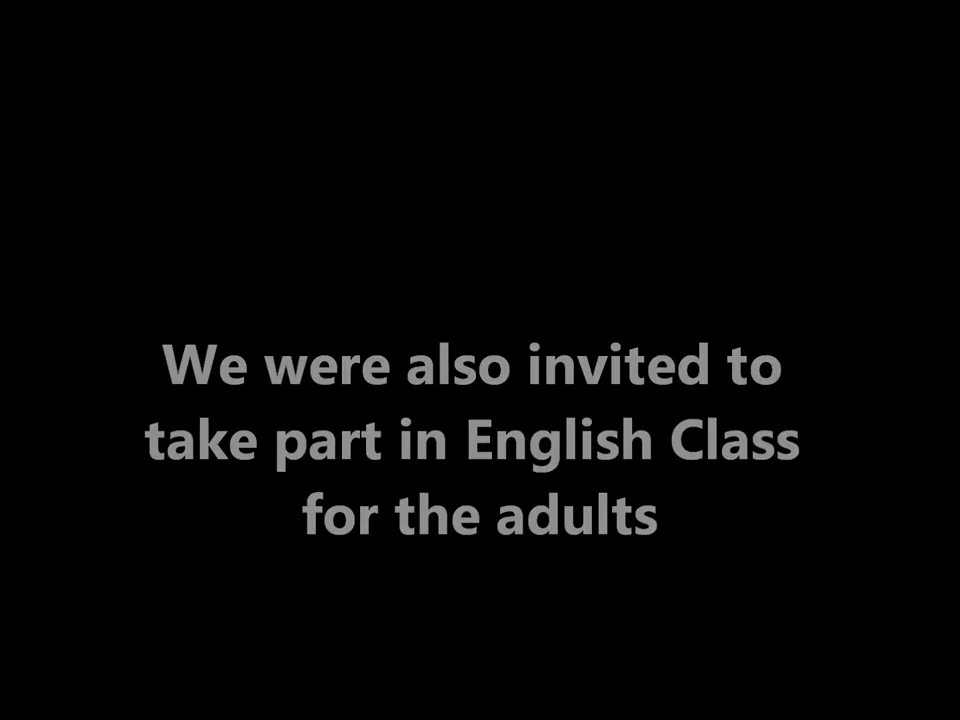 We were also invited to
take part in English Class
for the adults